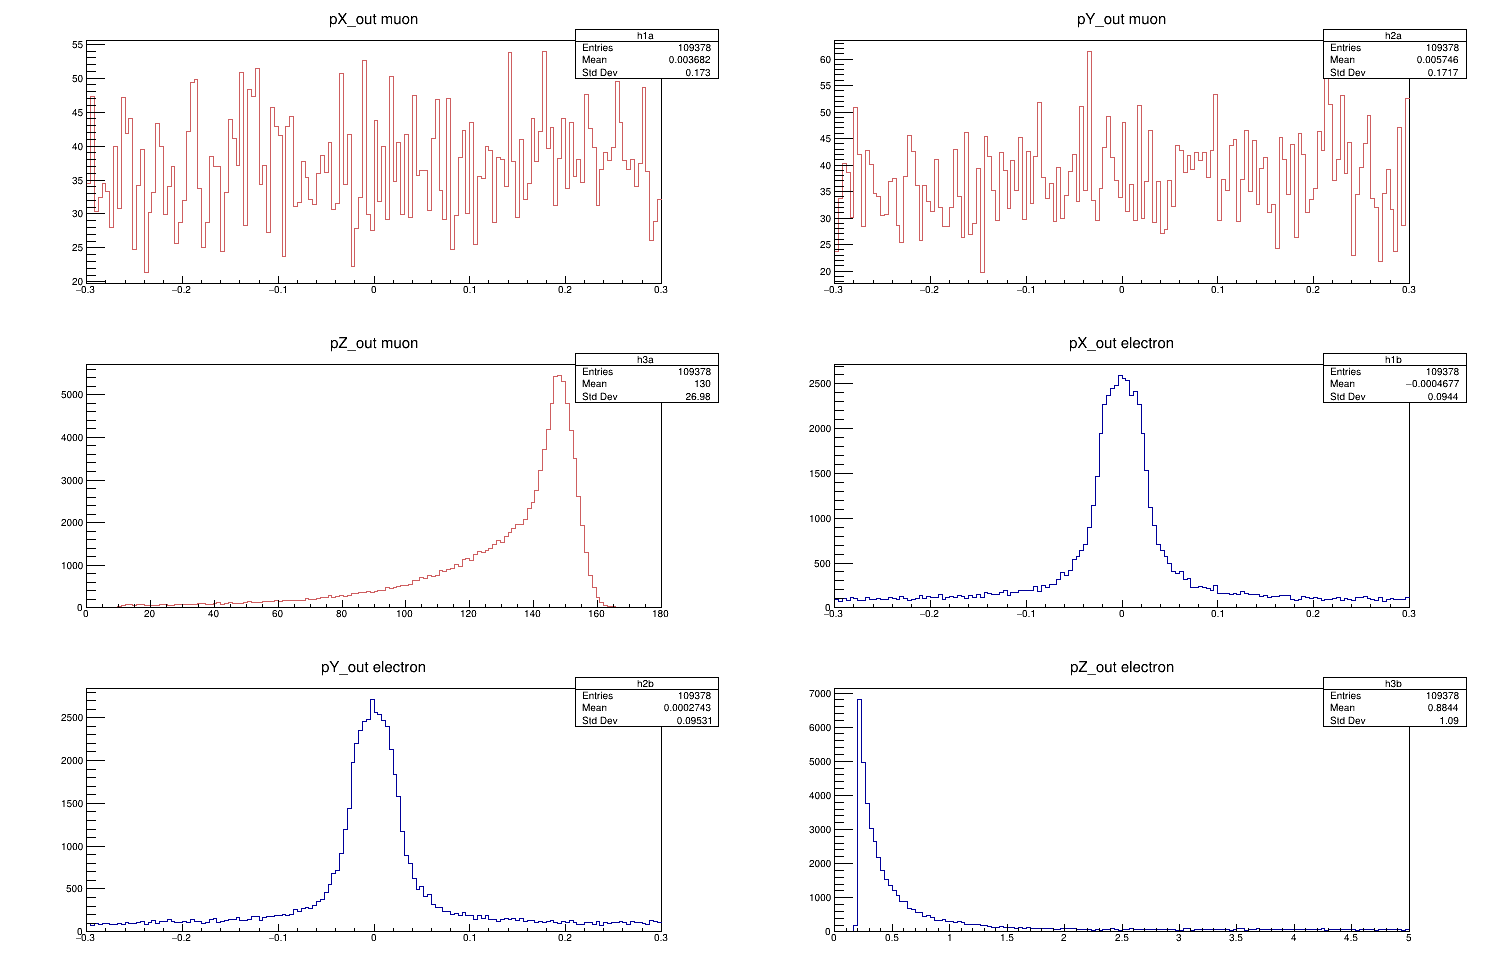 pX_out muon
h1a
Entries 109378
Mean 0.003682
Std Dev 0.173
55
50
45
40
35
30
25
20
−0.3 −0.2 −0.1 0 0.1 0.2 0.3
pY_out muon
h2a
Entries 109378
Mean 0.005746
Std Dev 0.1717
60
55
50
45
40
35
30
25
20
−0.3 −0.2 −0.1 0 0.1 0.2 0.3
pZ_out muon
h3a
Entries 109378
Mean 130
Std Dev 26.98
5000
4000
3000
2000
1000
0
0 20 40 60 80 100 120 140 160 180
pX_out electron
h1b
Entries 109378
Mean −0.0004677
Std Dev 0.0944
2500
2000
1500
1000
500
0
−0.3 −0.2 −0.1 0 0.1 0.2 0.3
pY_out electron
h2b
Entries 109378
Mean 0.0002743
Std Dev 0.09531
2500
2000
1500
1000
500
0
−0.3 −0.2 −0.1 0 0.1 0.2 0.3
pZ_out electron
h3b
Entries 109378
Mean 0.8844
Std Dev 1.09
7000
6000
5000
4000
3000
2000
1000
0
0 0.5 1 1.5 2 2.5 3 3.5 4 4.5 5